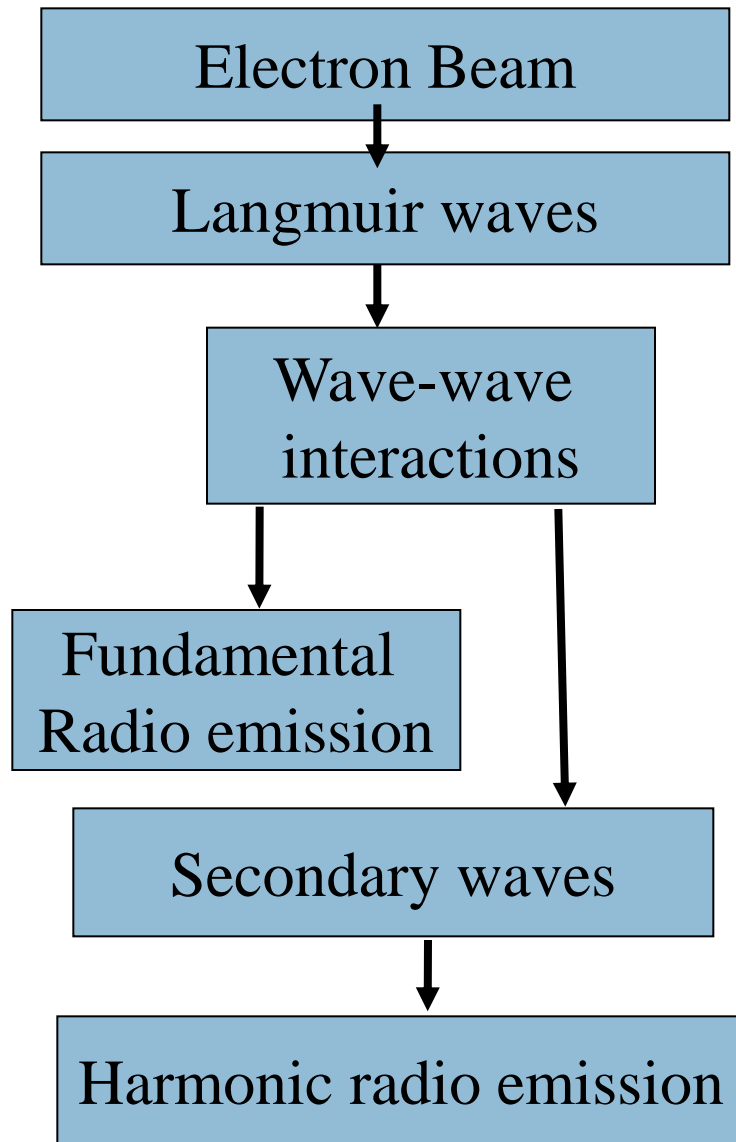 Electron Beam
Langmuir waves
Wave-wave
interactions
Fundamental
Radio emission
Secondary waves
Harmonic radio emission